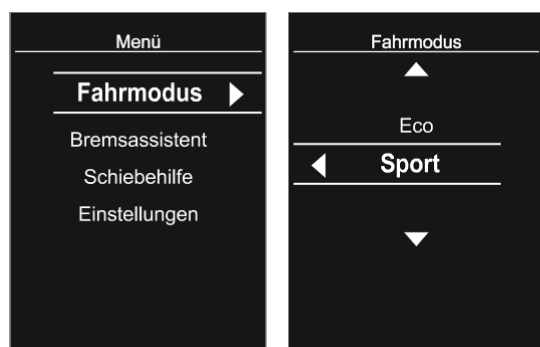 Menü
Fahrmodus
Bremsassistent
Schiebehilfe
Einstellungen
Fahrmodus
Eco
Sport